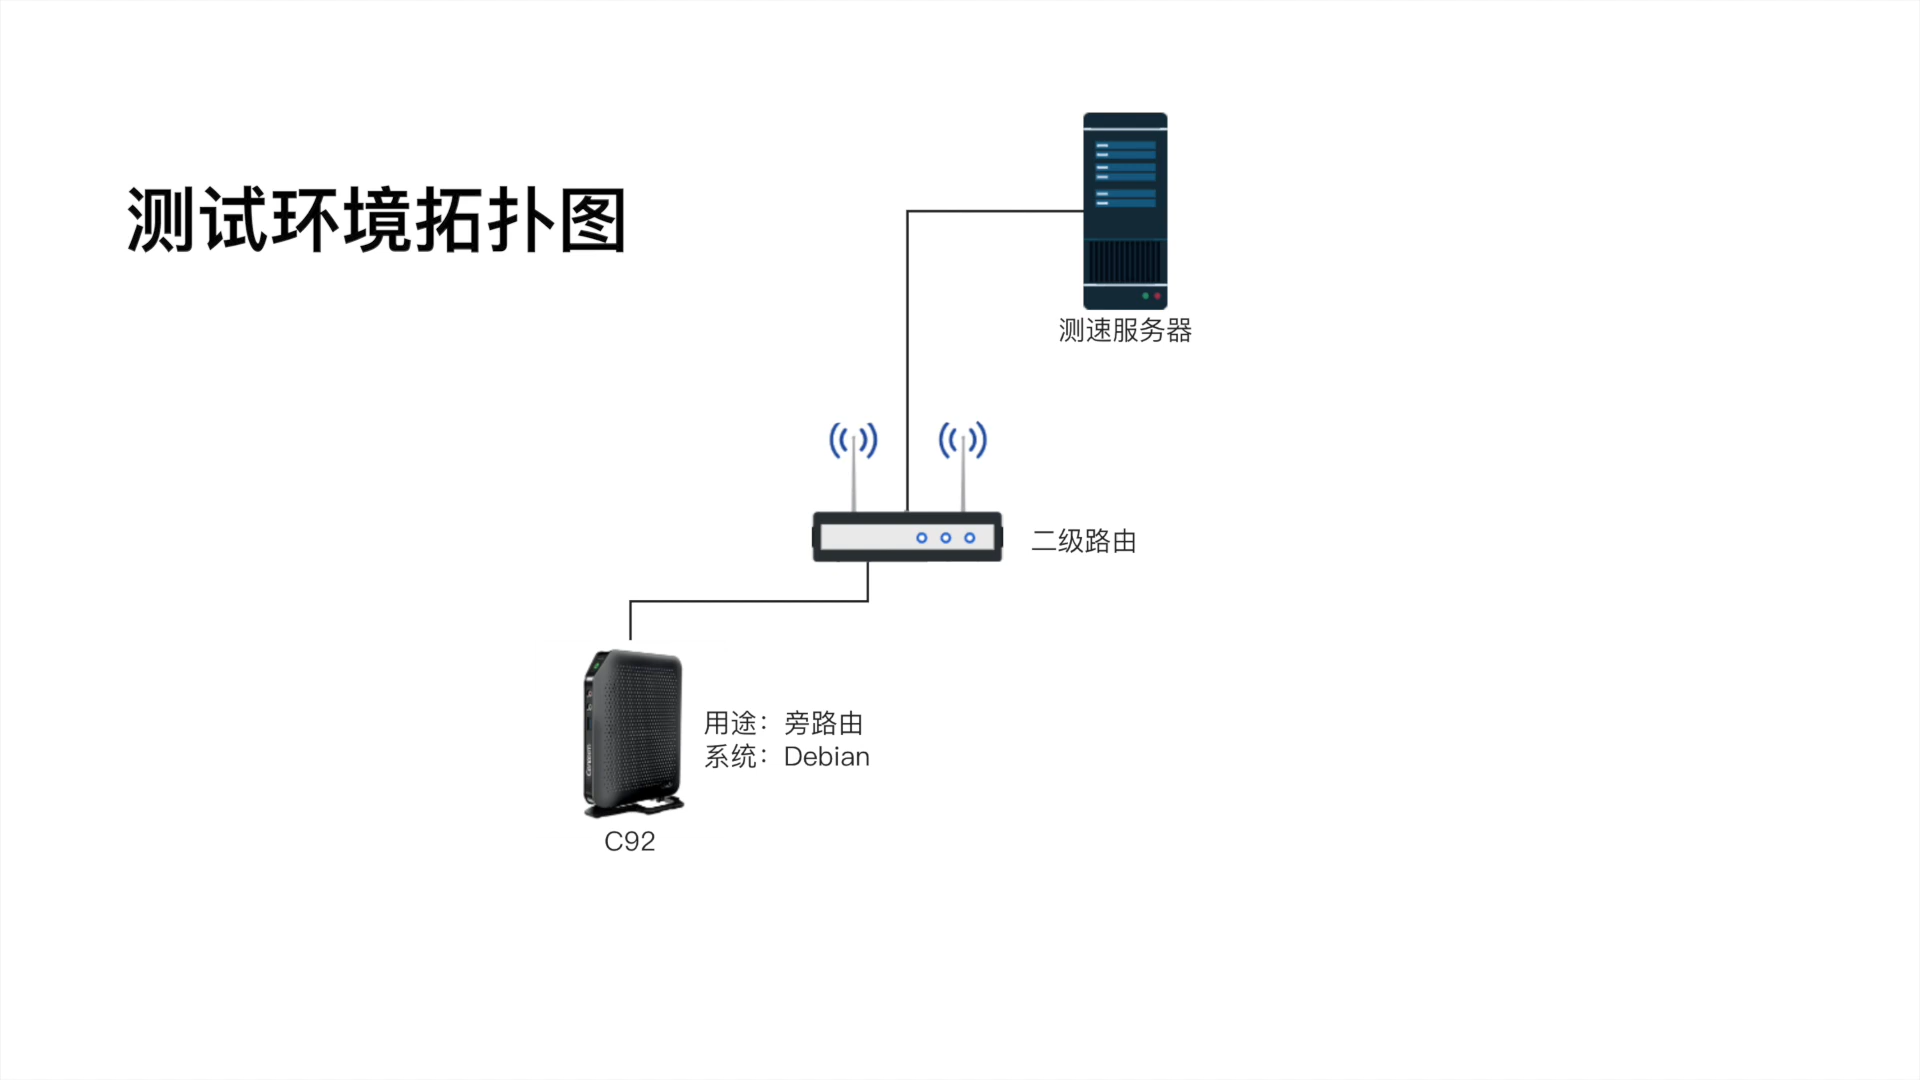 测试环境拓扑图
测速服务器
二级路由
用途：旁路由
系统：Debian
C92